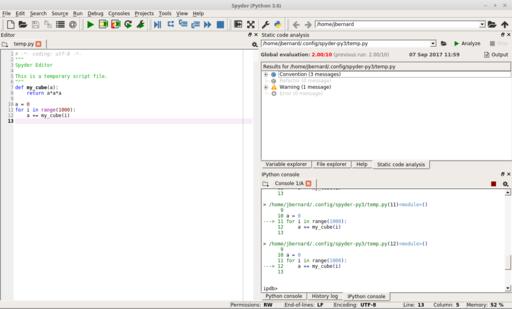 Spyder (Python 3.6)
File Edit Search Source Run Debug Consoles Projects Tools View Help
/home/jbernard
Editor
temp.py
1 # -*- coding: utf-8 -*-
2 """
3 Spyder Editor
4
5 This is a temporary script file.
6 """
7 def my_cube(a):
8 return a*a*a
9
10 a = 0
11 for i in range(1000):
12 a += my_cube(i)
13
Static code analysis
/home/jbernard/.config/spyder-py3/temp.py
Analyze
Global evaluation: 2.00/10 07 Sep 2017 11:59 Output
Results for /home/jbernard/.config/spyder-py3/temp.py
Convention (3 messages)
Refactor (0 message)
Warning (1 message)
Error (0 message)
Variable explorer File explorer Help Static code analysis
IPython console
Console 1/A
13
> /home/jbernard/.config/spyder-py3/temp.py(11)<module>()
9
10 a = 0
---> 11 for i in range(1000):
12 a += my_cube(i)
13
> /home/jbernard/.config/spyder-py3/temp.py(12)<module>()
9
10 a = 0
11 for i in range(1000):
---> 12 a += my_cube(i)
13
ipdb>
Python console History log IPython console
Permissions: RW End-of-lines: LF Encoding: UTF-8 Line: 13 Column: 5 Memory: 52 %